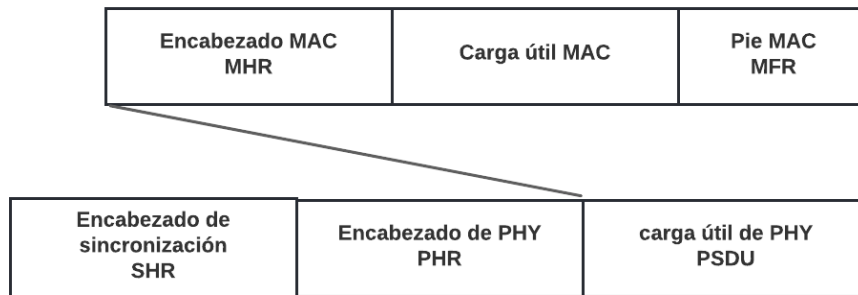 Encabezado MAC
MHR
Carga útil MAC
Pie MAC
MFR
Encabezado de
sincronización
SHR
Encabezado de PHY
PHR
carga útil de PHY
PSDU